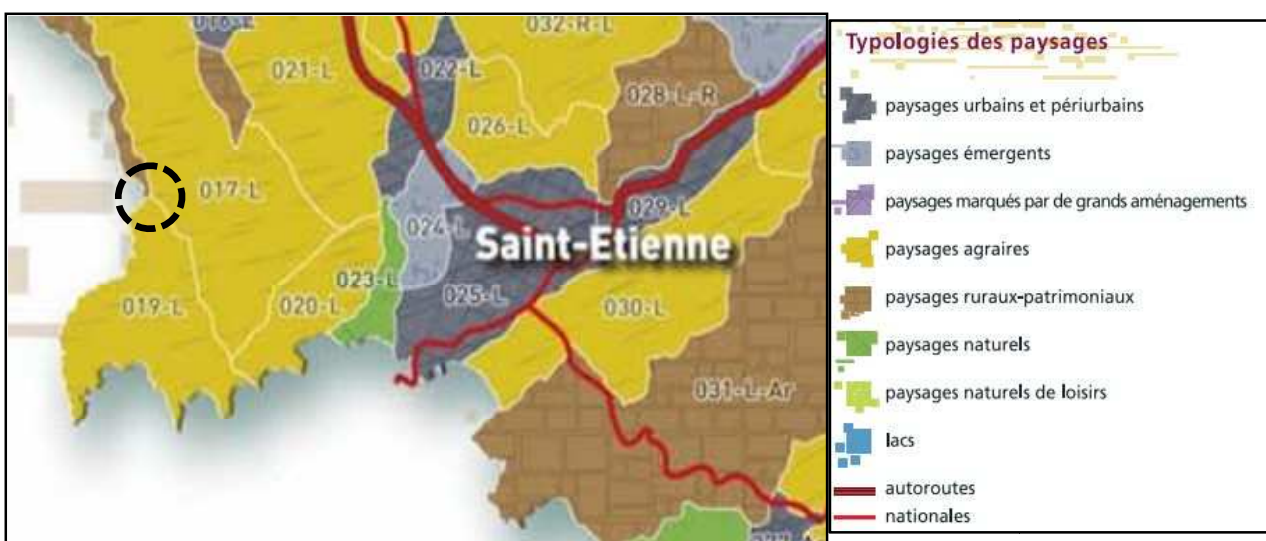 032-R-L
021-L
022-L
028-L-R
026-L
017-L
029-L
024-L
Saint-Etienne
023-L
019-L
020-L
025-L
030-L
031-L-Ar
Typologies des paysages
paysages urbains et périurbains
paysages émergents
paysages marqués par de grands aménagements
paysages agraires
paysages ruraux-patrimoniaux
paysages naturels
paysages naturels de loisirs
lacs
autoroutes
nationales